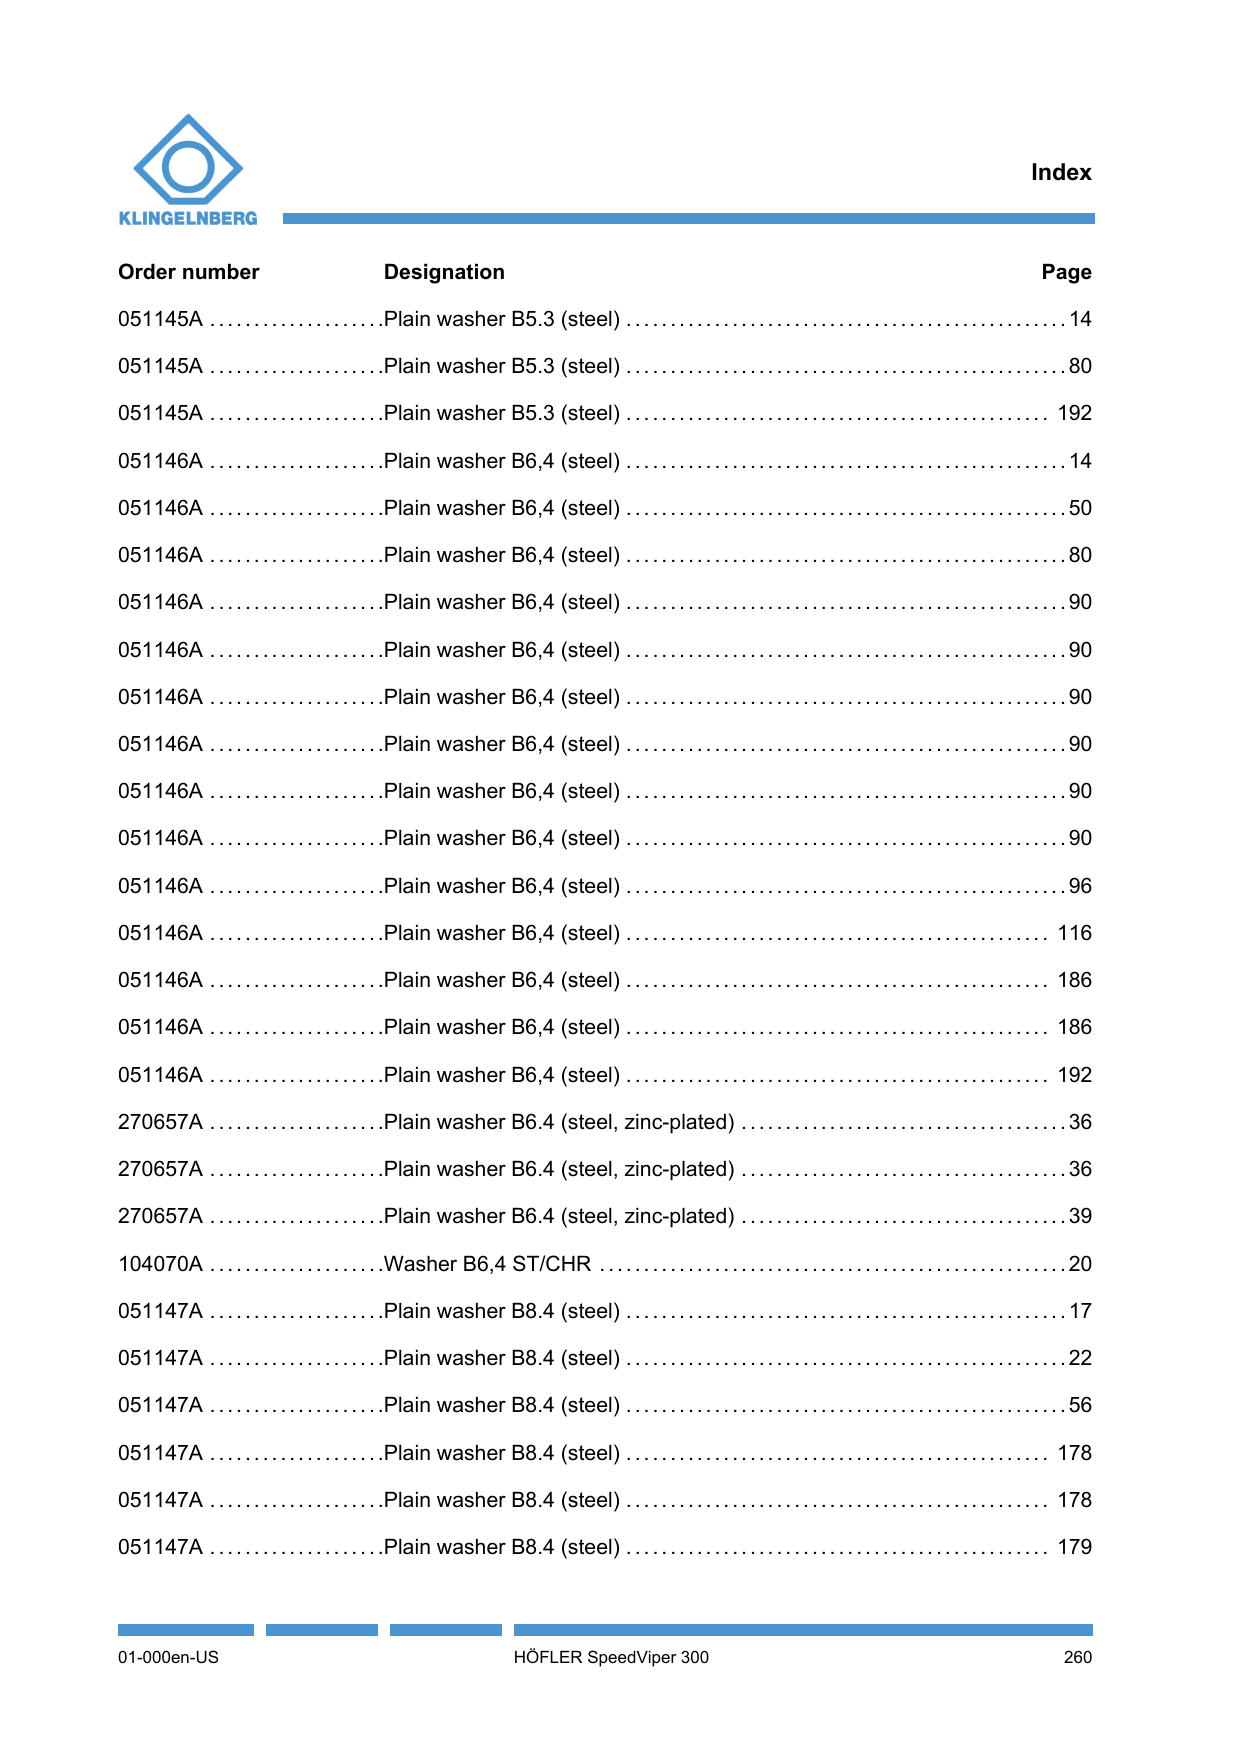 KLINGELNBERG
Index
Order number Designation Page
051145A ....................Plain washer B5.3 (steel) .................................................. 14
051145A ....................Plain washer B5.3 (steel) .................................................. 80
051145A ....................Plain washer B5.3 (steel) ................................................ 192
051146A ....................Plain washer B6,4 (steel) .................................................. 14
051146A ....................Plain washer B6,4 (steel) .................................................. 50
051146A ....................Plain washer B6,4 (steel) .................................................. 80
051146A ....................Plain washer B6,4 (steel) .................................................. 90
051146A ....................Plain washer B6,4 (steel) .................................................. 90
051146A ....................Plain washer B6,4 (steel) .................................................. 90
051146A ....................Plain washer B6,4 (steel) .................................................. 90
051146A ....................Plain washer B6,4 (steel) .................................................. 90
051146A ....................Plain washer B6,4 (steel) .................................................. 90
051146A ....................Plain washer B6,4 (steel) .................................................. 96
051146A ....................Plain washer B6,4 (steel) ................................................ 116
051146A ....................Plain washer B6,4 (steel) ................................................ 186
051146A ....................Plain washer B6,4 (steel) ................................................ 186
051146A ....................Plain washer B6,4 (steel) ................................................ 192
270657A ....................Plain washer B6.4 (steel, zinc-plated) ..................................... 36
270657A ....................Plain washer B6.4 (steel, zinc-plated) ..................................... 36
270657A ....................Plain washer B6.4 (steel, zinc-plated) ..................................... 39
104070A ....................Washer B6,4 ST/CHR ..................................................... 20
051147A ....................Plain washer B8.4 (steel) .................................................. 17
051147A ....................Plain washer B8.4 (steel) .................................................. 22
051147A ....................Plain washer B8.4 (steel) .................................................. 56
051147A ....................Plain washer B8.4 (steel) ................................................ 178
051147A ....................Plain washer B8.4 (steel) ................................................ 178
051147A ....................Plain washer B8.4 (steel) ................................................ 179
01-000en-US HÖFLER SpeedViper 300 260